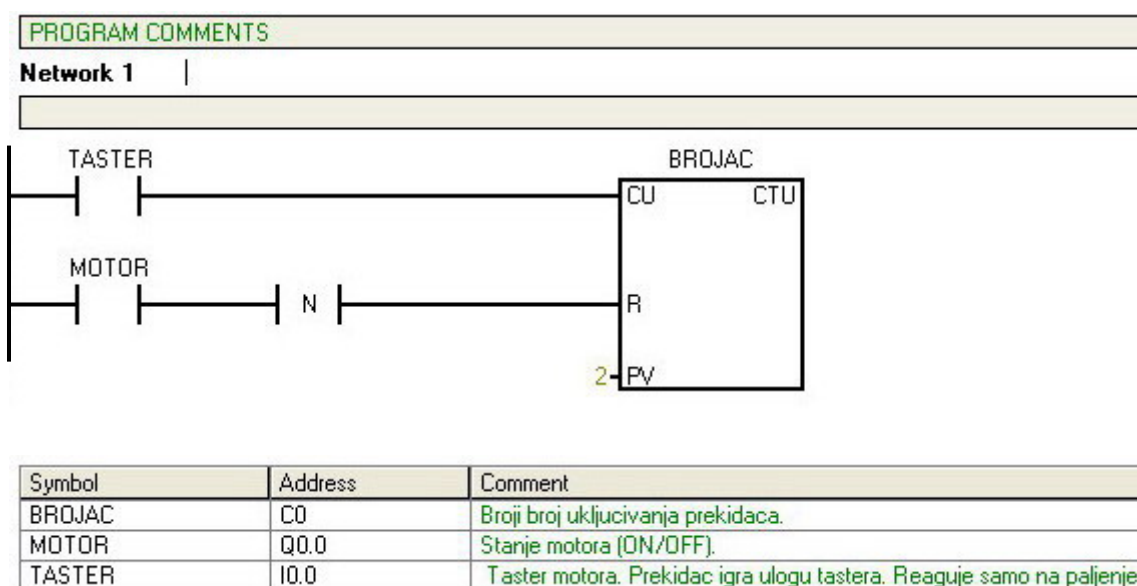 PROGRAM COMMENTS
Network 1
TASTER
BROJAC
CU CTU
MOTOR
N
R
2 PV
Symbol Address Comment
BROJAC C0 Broji broj ukljucivanja prekidaca.
MOTOR Q0.0 Stanje motora (ON/OFF).
TASTER I0.0 Taster motora. Prekidac igra ulogu tastera. Reaguje samo na paljenje